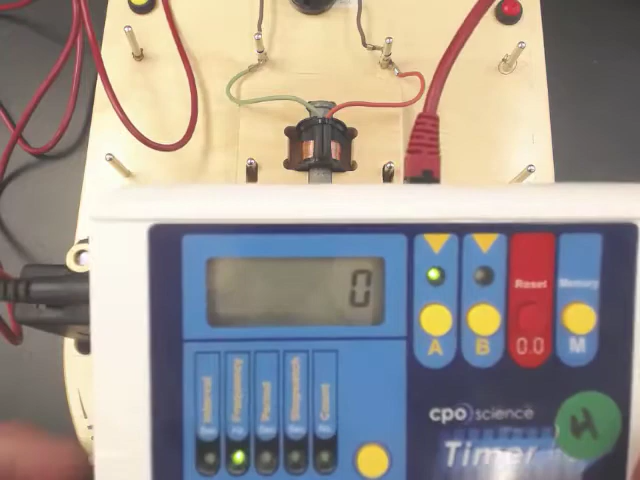 0
Reset
Memory
A
B
0.0
M
Interval
Frequency
Period
Stopwatch
Count
cpo science
Timer
H